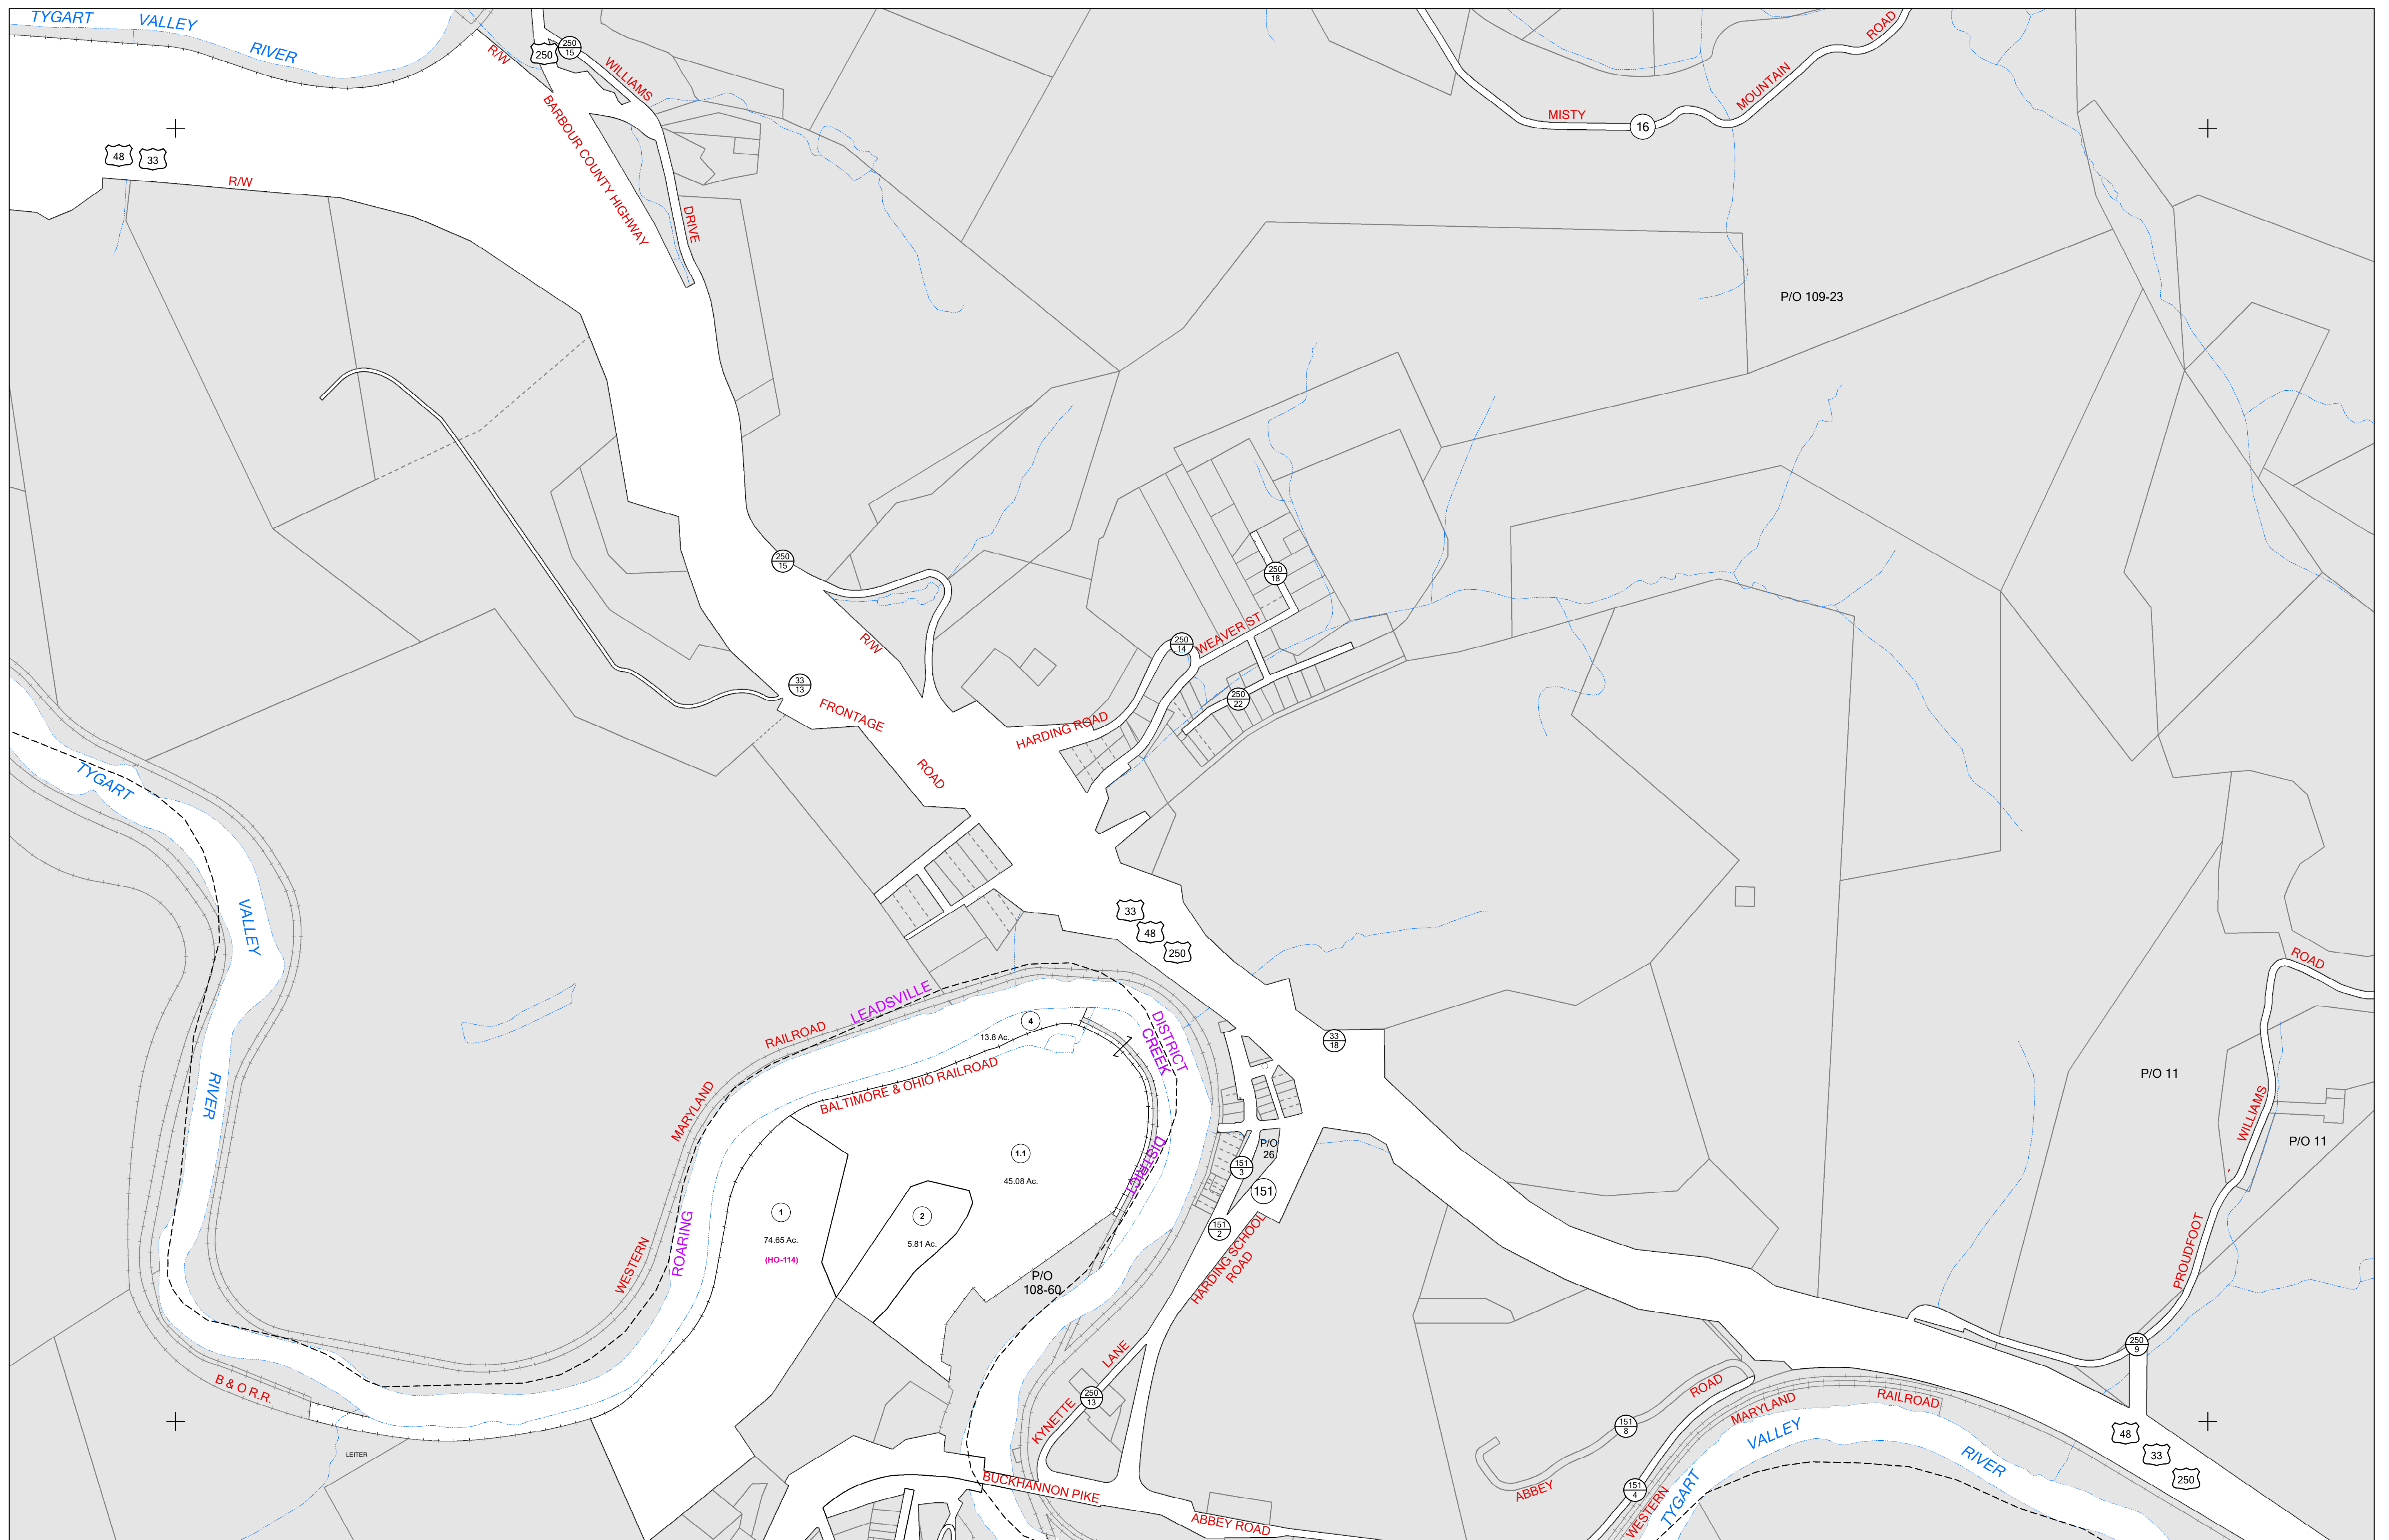 TYGART VALLEY RIVER
R/W
250
250
15
WILLIAMS
DRIVE
BARBOUR COUNTY HIGHWAY
MISTY
16
MOUNTAIN
ROAD
48
33
R/W
P/O 109-23
250
15
250
18
R/W
250
14
WEAVER ST
33
13
250
22
FRONTAGE
ROAD
HARDING ROAD
TYGART
VALLEY
RIVER
33
48
250
ROAD
LEADSVILLE
DISTRICT
RAILROAD
4
13.8 Ac.
CREEK
33
18
BALTIMORE & OHIO RAILROAD
MARYLAND
P/O 11
WILLIAMS
P/O 11
1.1
45.08 Ac.
DISTRICT
P/O
26
151
3
151
1
74.65 Ac.
(HO-114)
2
5.81 Ac.
151
2
HARDING SCHOOL
ROAD
ROARING
WESTERN
PROUDFOOT
P/O
108-60
250
9
LANE
KYNETTE
250
13
B & O R.R.
LEITER
ROAD
MARYLAND
RAILROAD
151
8
VALLEY
RIVER
48
33
250
BUCKHANNON PIKE
ABBEY
151
4
WESTERN
TYGART
ABBEY ROAD